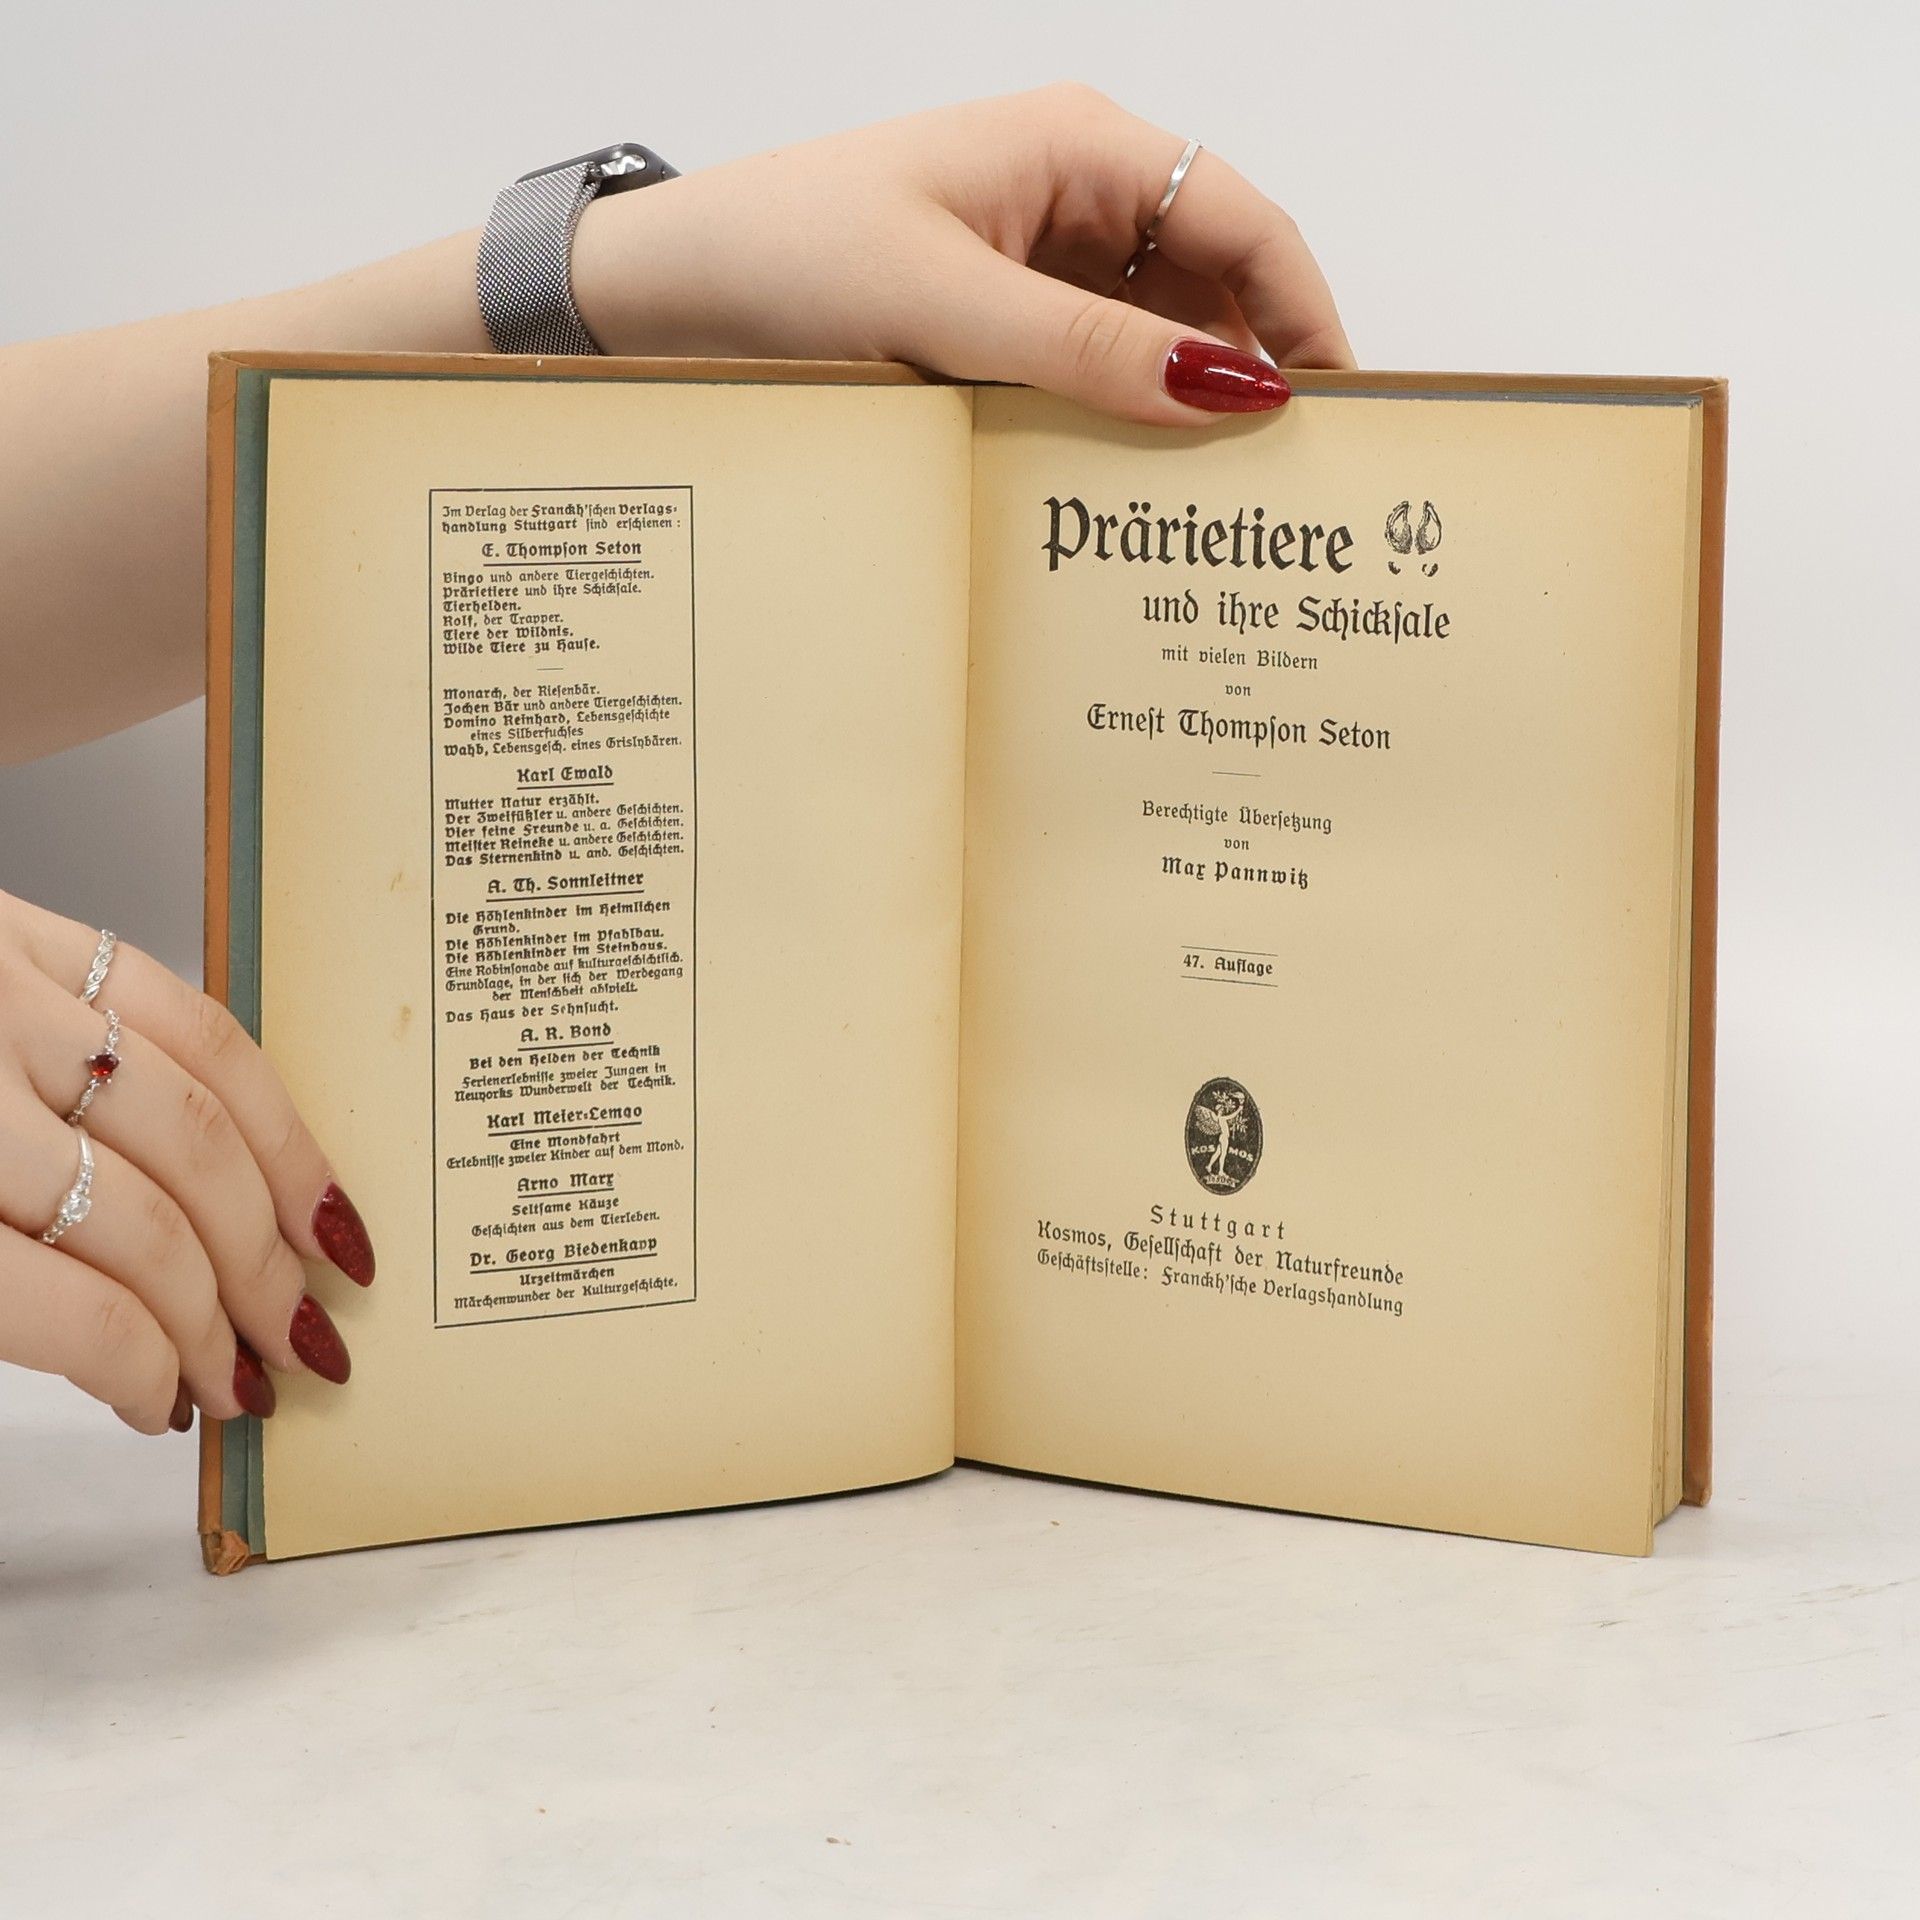 Im Verlag der Franckh'schen Verlags-
handlung Stuttgart sind erschienen:
E. Thompson Seton
Bingo und andere Tiergeschichten.
Prärietiere und ihre Schicksale.
Tierhelden.
Rolf, der Trapper.
Tiere der Wildnis.
Wilde Tiere zu Hause.
Monarch, der Riesenbär.
Jochen Bär und andere Tiergeschichten.
Domino Reinhard, Lebensgeschichte
eines Silberfuchses
Wahb, Lebensgesch. eines Grislybären.
Karl Ewald
Mutter Natur erzählt.
Der Zweifüßler u. andere Geschichten.
Vier feine Freunde u. a. Geschichten.
Meister Reineke u. andere Geschichten.
Das Sternenkind u. and. Geschichten.
A. Th. Sonnleitner
Die Höhlenkinder im Heimlichen
Grund.
Die Höhlenkinder im Pfahlbau.
Die Höhlenkinder im Steinhaus.
Eine Robinsonade auf kulturgeschichtlich.
Grundlage, in der sich der Werdegang
der Menschheit abspielt.
Das Haus der Sehnsucht.
A. R. Bond
Bei den Helden der Technik
Ferienerlebnisse zweier Jungen in
Neuyorks Wunderwelt der Technik.
Karl Meier-Lemgo
Eine Mondfahrt
Erlebnisse zweier Kinder auf dem Mond.
Arno Marx
Seltsame Käuze
Geschichten aus dem Tierleben.
Dr. Georg Biedenkapp
Urzeitmärchen
Märchenwunder der Kulturgeschichte.
Prärietiere
und ihre Schicksale
mit vielen Bildern
von
Ernest Thompson Seton
Berechtigte Übersetzung
von
Max Pannwitz
47. Auflage
KOSMOS
Stuttgart
Kosmos, Gesellschaft der Naturfreunde
Geschäftsstelle: Franckh'sche Verlagshandlung